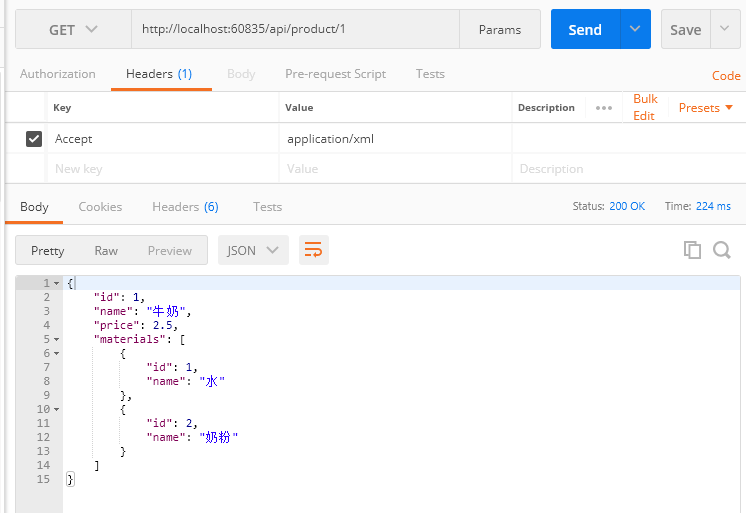 GET http://localhost:60835/api/product/1 Params Send Save
Authorization Headers (1) Body Pre-request Script Tests Code
Key Value Description ••• Bulk Edit Presets
Accept application/xml
New key Value Description
Body Cookies Headers (6) Tests Status: 200 OK Time: 224 ms
Pretty Raw Preview JSON
1 {
2 "id": 1,
3 "name": "牛奶",
4 "price": 2.5,
5 "materials": [
6 {
7 "id": 1,
8 "name": "水"
9 },
10 {
11 "id": 2,
12 "name": "奶粉"
13 }
14 ]
15 }